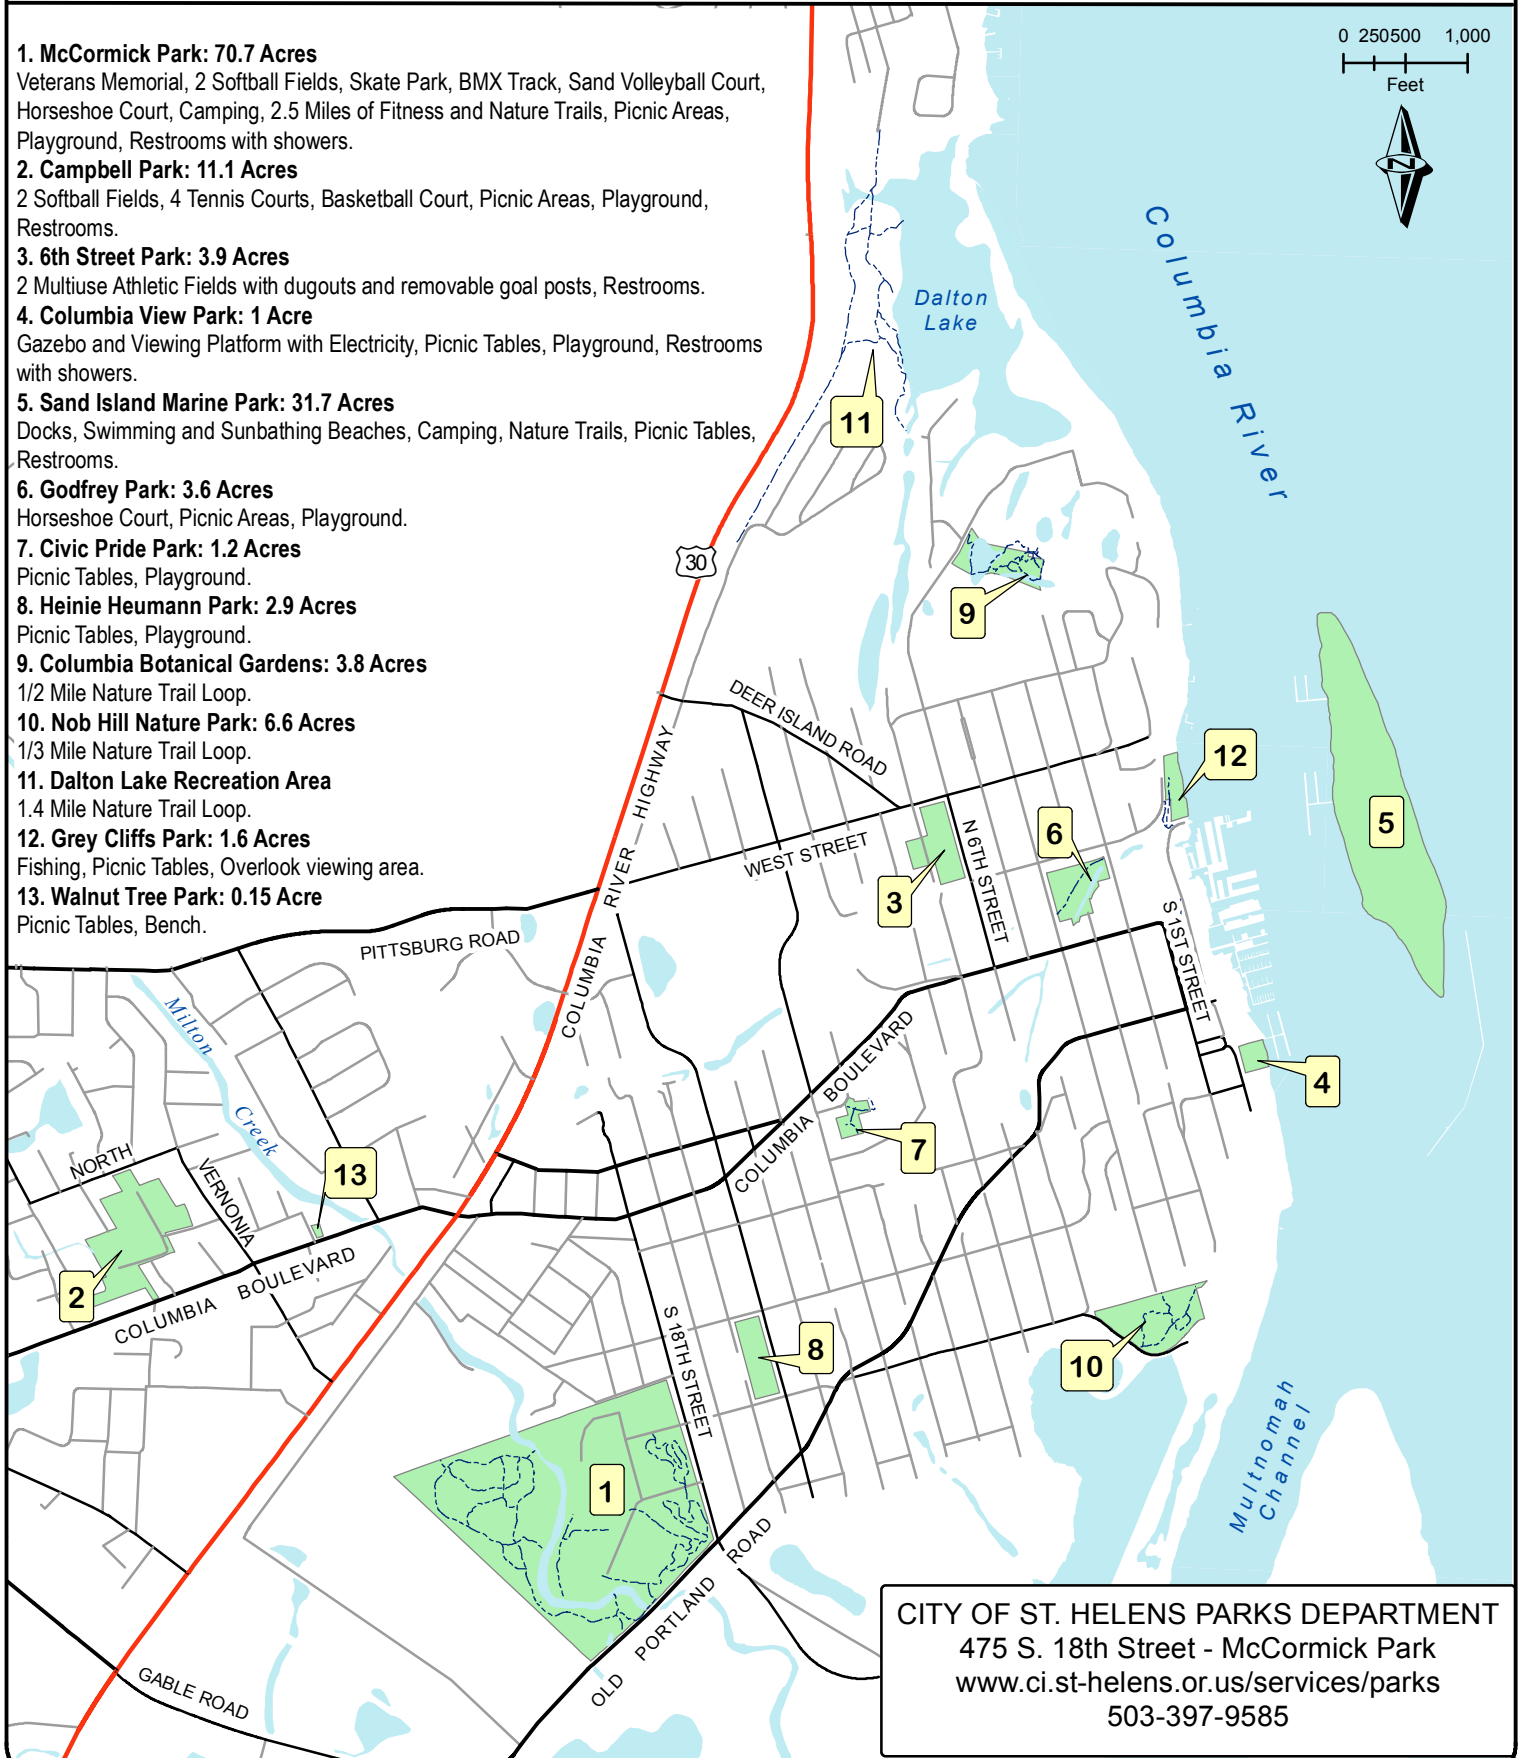 1. McCormick Park: 70.7 Acres
Veterans Memorial, 2 Softball Fields, Skate Park, BMX Track, Sand Volleyball Court,
Horseshoe Court, Camping, 2.5 Miles of Fitness and Nature Trails, Picnic Areas,
Playground, Restrooms with showers.
2. Campbell Park: 11.1 Acres
2 Softball Fields, 4 Tennis Courts, Basketball Court, Picnic Areas, Playground,
Restrooms.
3. 6th Street Park: 3.9 Acres
2 Multiuse Athletic Fields with dugouts and removable goal posts, Restrooms.
4. Columbia View Park: 1 Acre
Gazebo and Viewing Platform with Electricity, Picnic Tables, Playground, Restrooms
with showers.
5. Sand Island Marine Park: 31.7 Acres
Docks, Swimming and Sunbathing Beaches, Camping, Nature Trails, Picnic Tables,
Restrooms.
6. Godfrey Park: 3.6 Acres
Horseshoe Court, Picnic Areas, Playground.
7. Civic Pride Park: 1.2 Acres
Picnic Tables, Playground.
8. Heinie Heumann Park: 2.9 Acres
Picnic Tables, Playground.
9. Columbia Botanical Gardens: 3.8 Acres
1/2 Mile Nature Trail Loop.
10. Nob Hill Nature Park: 6.6 Acres
1/3 Mile Nature Trail Loop.
11. Dalton Lake Recreation Area
1.4 Mile Nature Trail Loop.
12. Grey Cliffs Park: 1.6 Acres
Fishing, Picnic Tables, Overlook viewing area.
13. Walnut Tree Park: 0.15 Acre
Picnic Tables, Bench.
0 250500 1,000
Feet
N
Columbia River
Dalton
Lake
11
30
9
DEER ISLAND ROAD
12
5
6
3
WEST STREET
N 6TH STREET
S 1ST STREET
COLUMBIA RIVER HIGHWAY
PITTSBURG ROAD
Milton
Creek
4
COLUMBIA BOULEVARD
7
NORTH
VERNONIA
13
2
COLUMBIA BOULEVARD
S 18TH STREET
8
10
1
Multnomah
Channel
OLD PORTLAND ROAD
GABLE ROAD
CITY OF ST. HELENS PARKS DEPARTMENT
475 S. 18th Street - McCormick Park
www.ci.st-helens.or.us/services/parks
503-397-9585